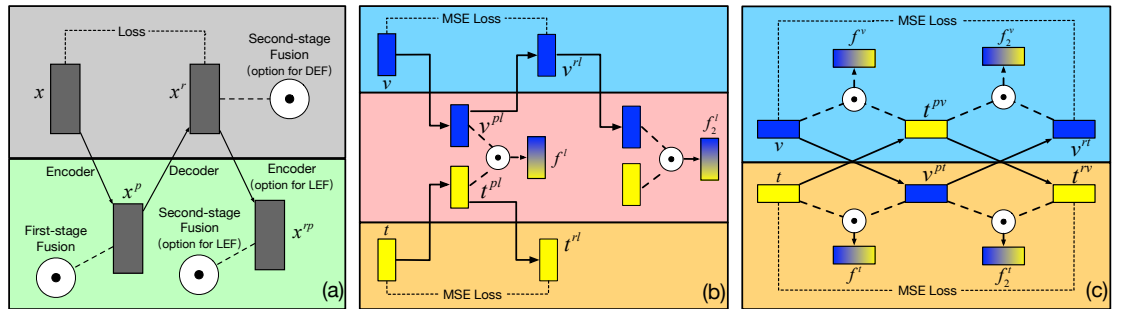 Loss
Second-stage
Fusion
(option for DEF)
x
x^r
Encoder
Decoder
Encoder
(option for LEF)
x^p
Second-stage
Fusion
(option for LEF)
x^{rp}
First-stage
Fusion
(a)
MSE Loss
v
v^{rl}
v^{pl}
f^l
f_2^l
t^{pl}
t
t^{rl}
MSE Loss
(b)
MSE Loss
f^v
f_2^v
t^{pv}
v
v^{rt}
t
v^{pt}
t^{rv}
f^t
f_2^t
MSE Loss
(c)